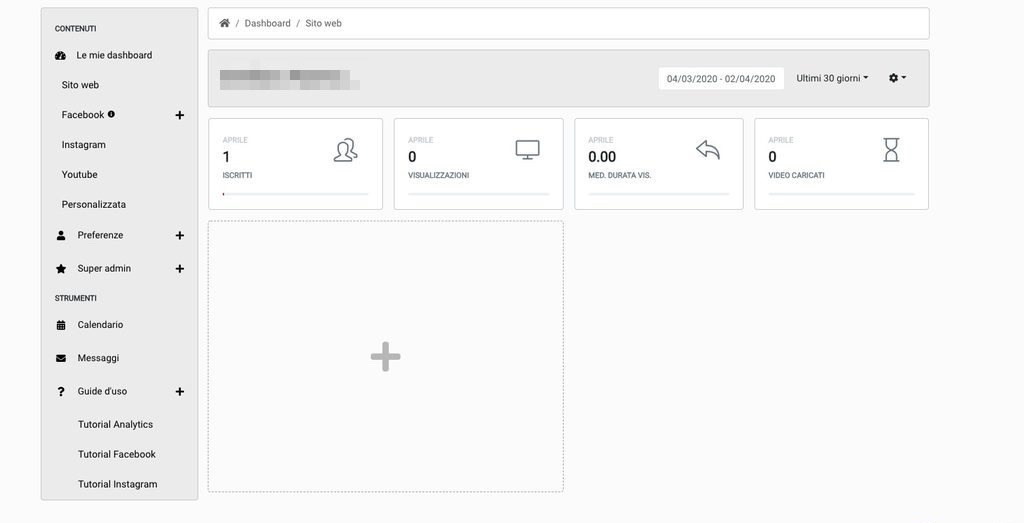 CONTENUTI
Le mie dashboard
Sito web
Facebook
Instagram
Youtube
Personalizzata
Preferenze
Super admin
STRUMENTI
Calendario
Messaggi
Guide d'uso
Tutorial Analytics
Tutorial Facebook
Tutorial Instagram
/ Dashboard / Sito web
04/03/2020 - 02/04/2020 Ultimi 30 giorni
APRILE
1
ISCRITTI
APRILE
0
VISUALIZZAZIONI
APRILE
0.00
MED. DURATA VIS.
APRILE
0
VIDEO CARICATI